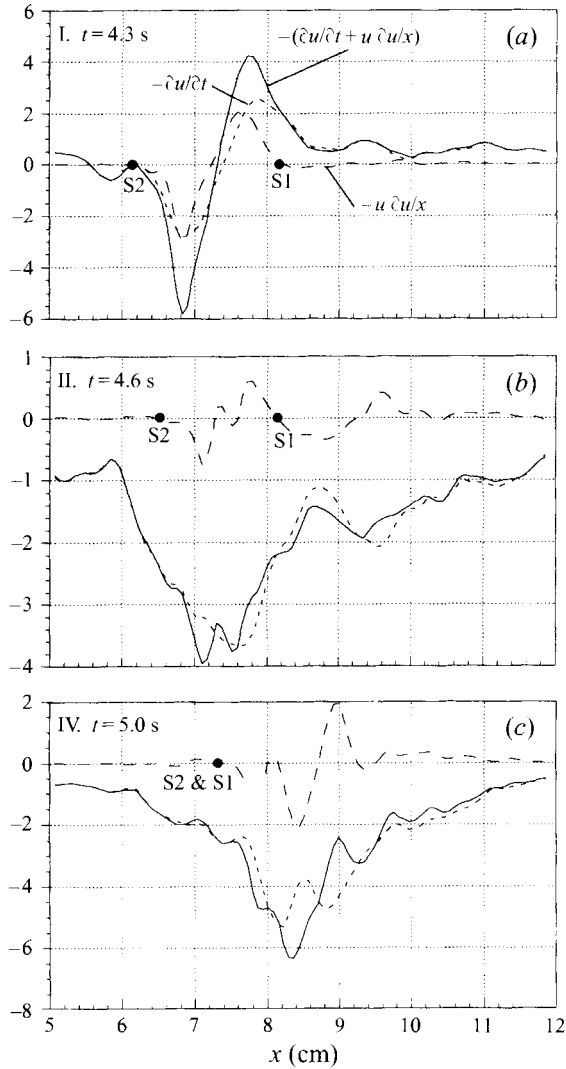 6
I. t = 4.3 s
−(∂u/∂t + u ∂u/x)
(a)
−∂u/∂t
4
2
0
S2
S1
−u ∂u/x
−2
−4
−6
1
II. t = 4.6 s
(b)
0
S2
S1
−1
−2
−3
−4
2
IV. t = 5.0 s
(c)
0
S2 & S1
−2
−4
−6
−8
5 6 7 8 9 10 11 12
x (cm)